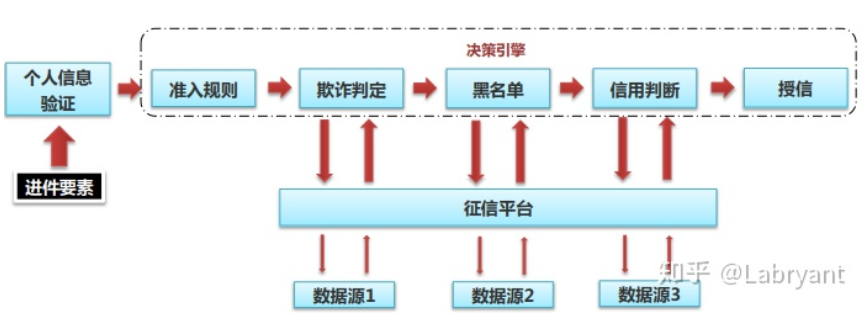 决策引擎
个人信息
验证
准入规则
欺诈判定
黑名单
信用判断
授信
进件要素
征信平台
数据源1
数据源2
数据源3
知乎 @Labryant